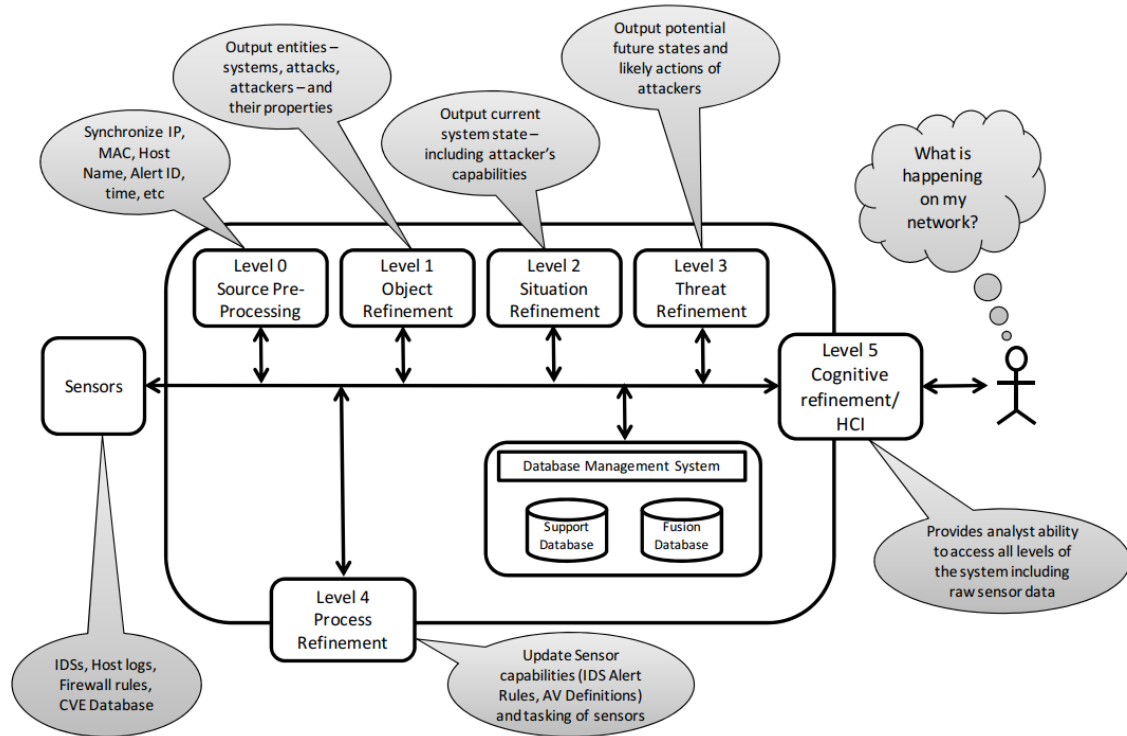 Output potential
future states and
likely actions of
attackers
Output entities –
systems, attacks,
attackers – and
their properties
Output current
system state –
including attacker's
capabilities
Synchronize IP,
MAC, Host
Name, Alert ID,
time, etc
What is
happening
on my
network?
Level 0
Source Pre-
Processing
Level 1
Object
Refinement
Level 2
Situation
Refinement
Level 3
Threat
Refinement
Sensors
Level 5
Cognitive
refinement/
HCI
Database Management System
Support
Database
Fusion
Database
Provides analyst ability
to access all levels of
the system including
raw sensor data
Level 4
Process
Refinement
IDSs, Host logs,
Firewall rules,
CVE Database
Update Sensor
capabilities (IDS Alert
Rules, AV Definitions)
and tasking of sensors